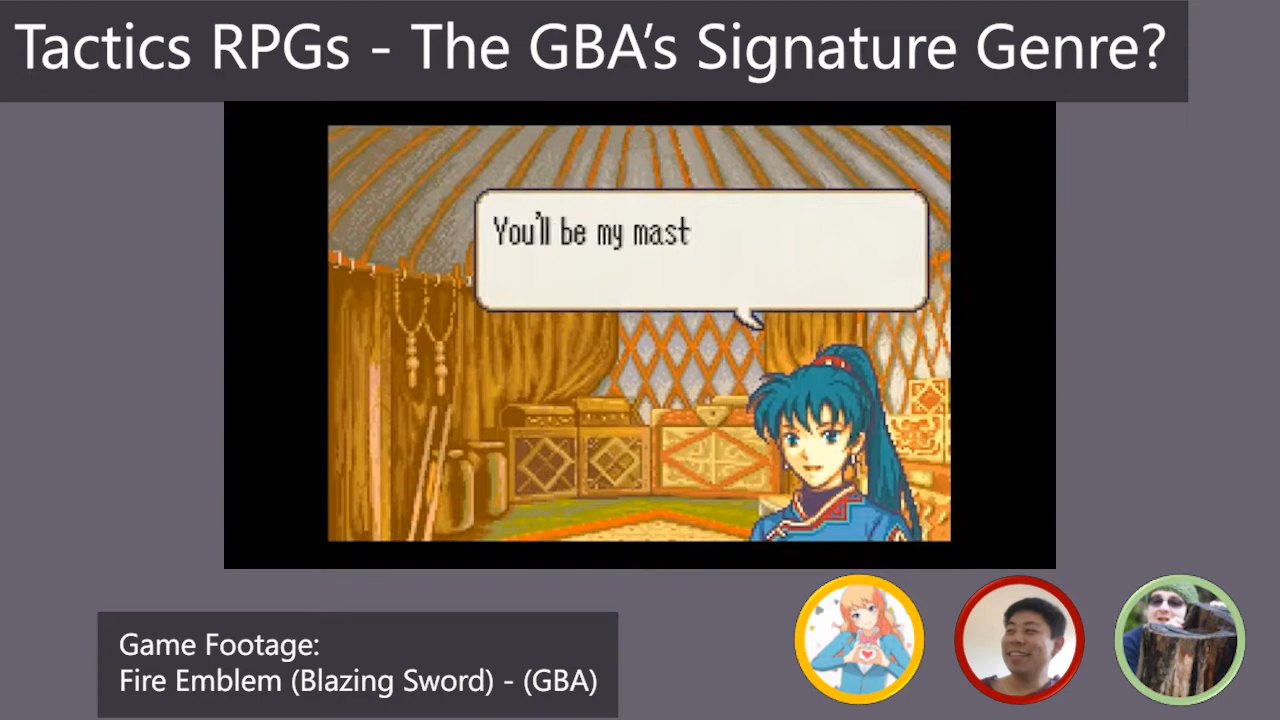 Tactics RPGs - The GBA's Signature Genre?
You'll be my mast
Game Footage:
Fire Emblem (Blazing Sword) - (GBA)